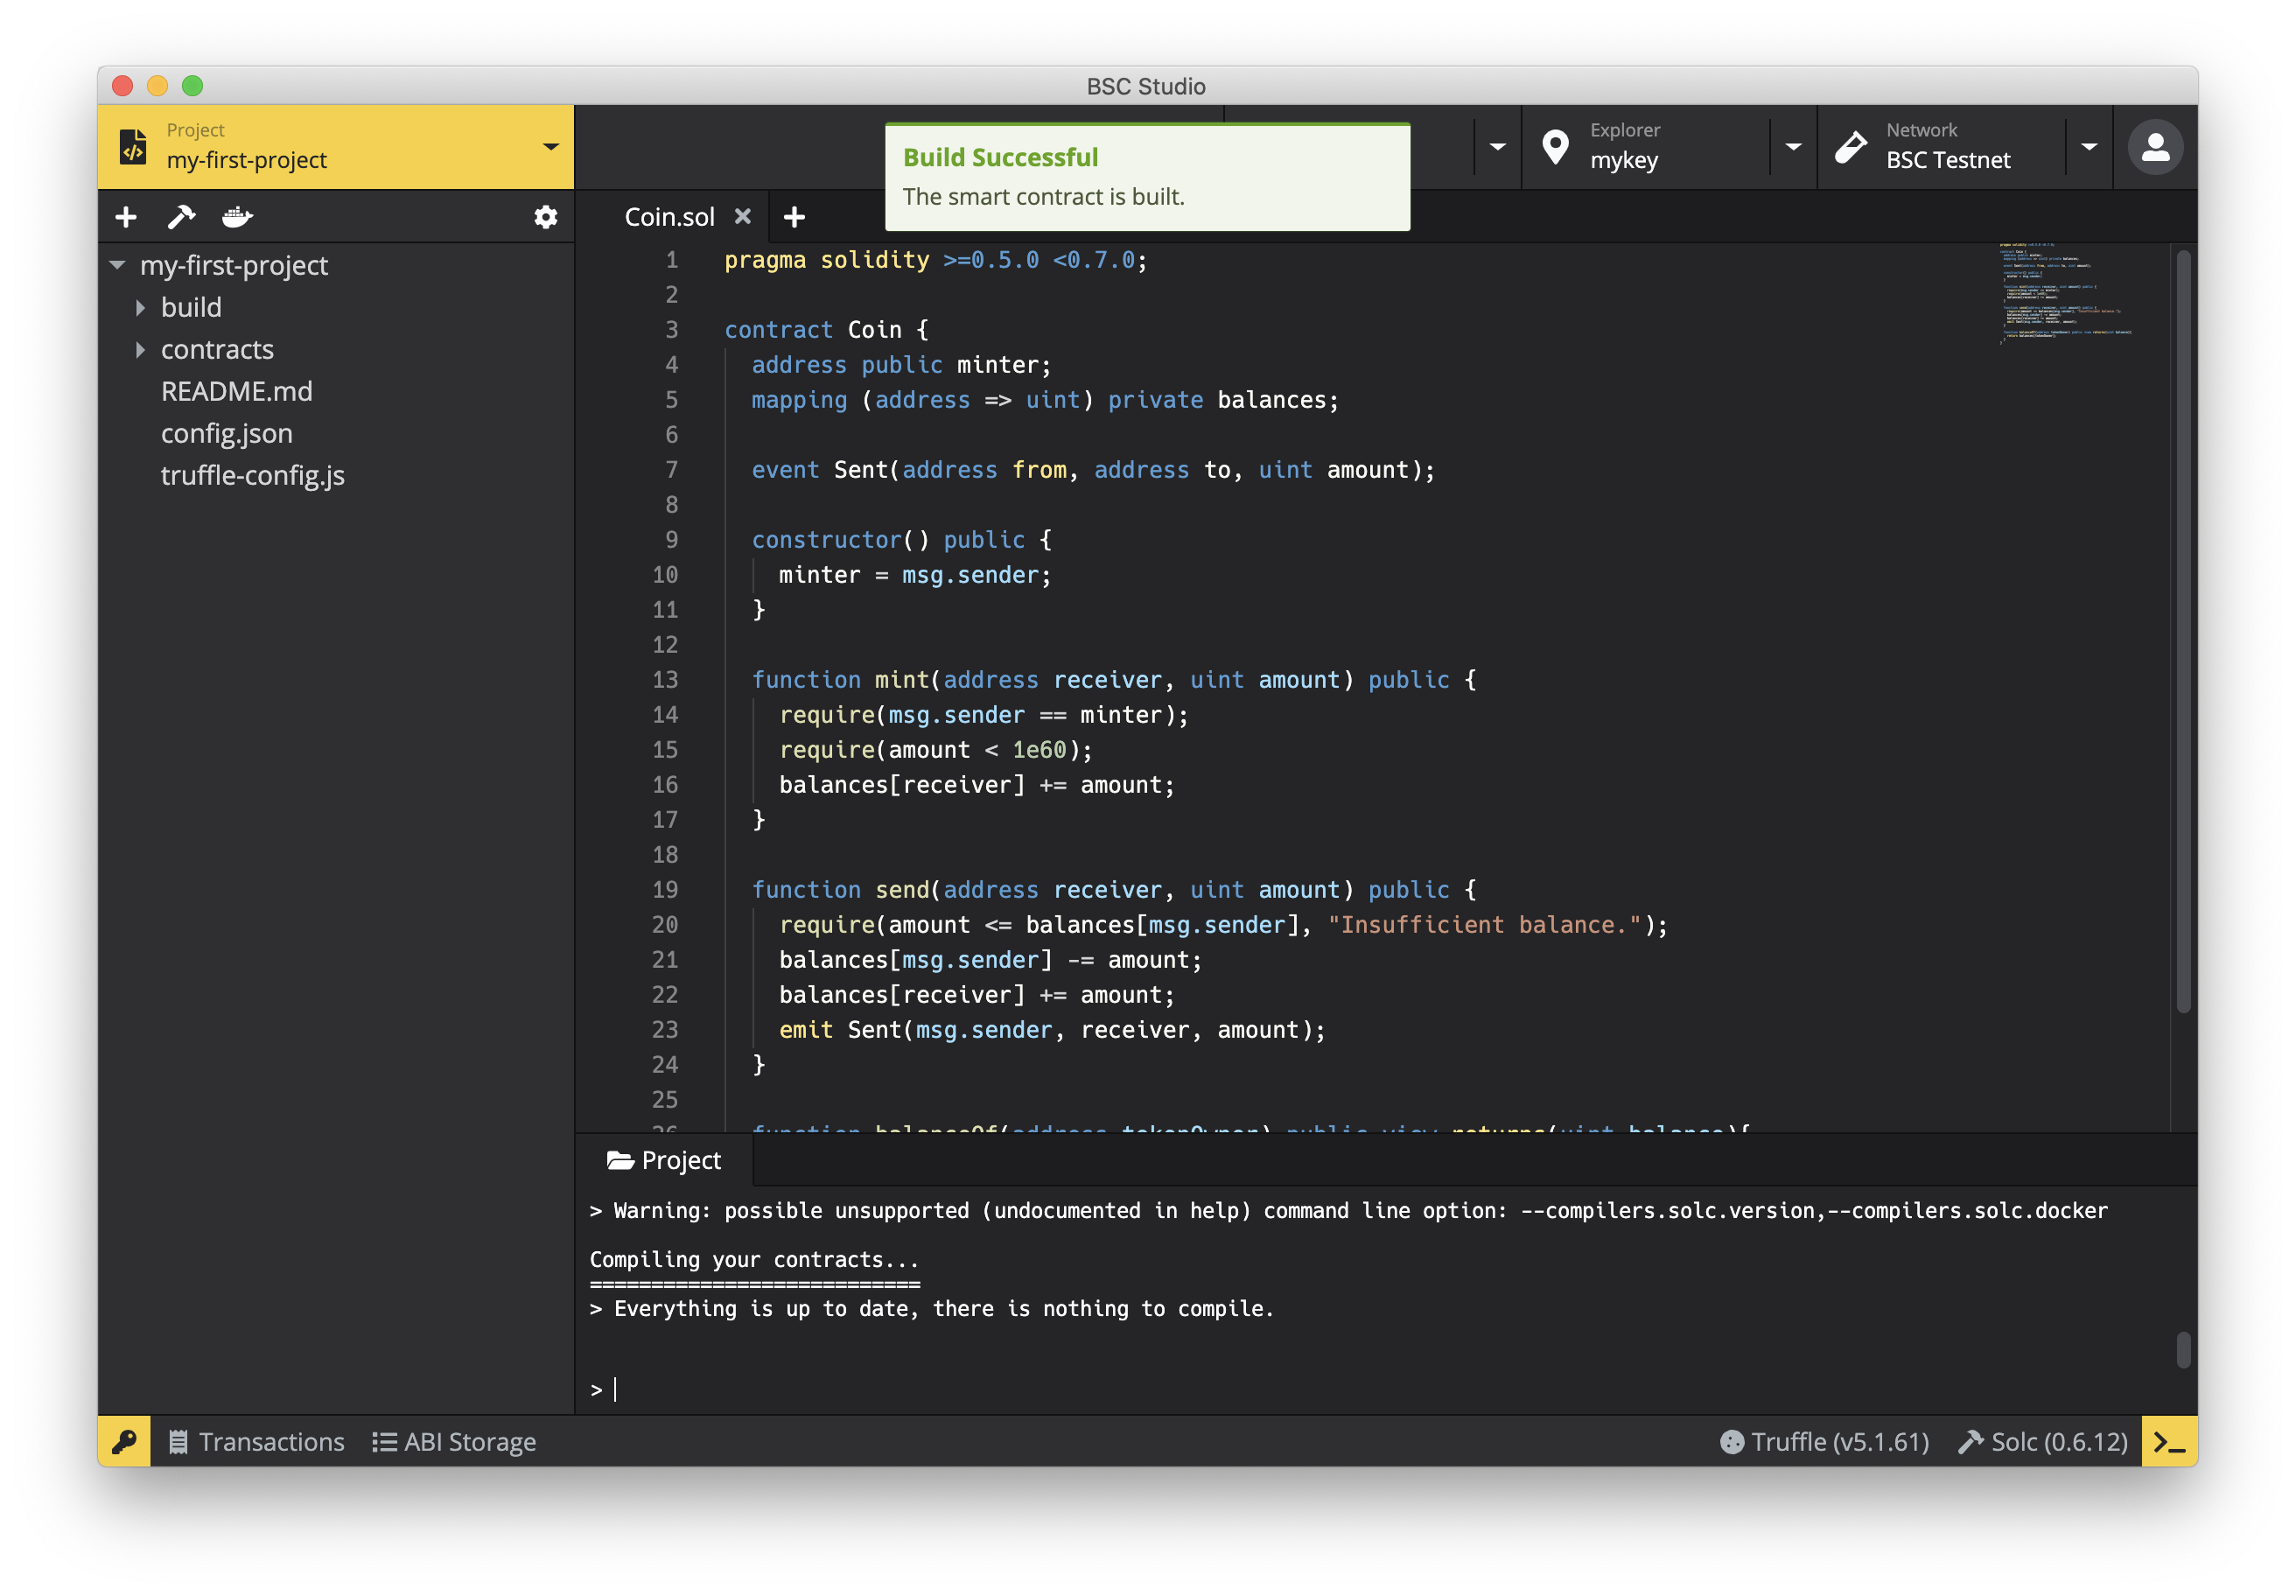 BSC Studio
Project
my-first-project
Build Successful
The smart contract is built.
Explorer
mykey
Network
BSC Testnet
Coin.sol
my-first-project
build
contracts
README.md
config.json
truffle-config.js
1 pragma solidity >=0.5.0 <0.7.0;
2
3 contract Coin {
4 address public minter;
5 mapping (address => uint) private balances;
6
7 event Sent(address from, address to, uint amount);
8
9 constructor() public {
10 minter = msg.sender;
11 }
12
13 function mint(address receiver, uint amount) public {
14 require(msg.sender == minter);
15 require(amount < 1e60);
16 balances[receiver] += amount;
17 }
18
19 function send(address receiver, uint amount) public {
20 require(amount <= balances[msg.sender], "Insufficient balance.");
21 balances[msg.sender] -= amount;
22 balances[receiver] += amount;
23 emit Sent(msg.sender, receiver, amount);
24 }
25
26 function balanceOf(address tokenOwner) public view returns(uint balance){
Project
> Warning: possible unsupported (undocumented in help) command line option: --compilers.solc.version,--compilers.solc.docker
Compiling your contracts...
===========================
> Everything is up to date, there is nothing to compile.
>
Transactions
ABI Storage
Truffle (v5.1.61)
Solc (0.6.12)